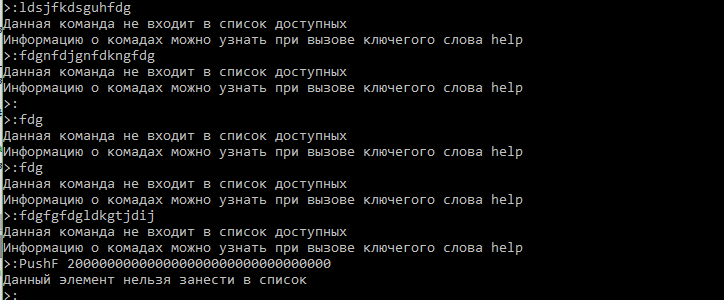 >:ldsjfkdsguhfdg
Данная команда не входит в список доступных
Информацию о комадах можно узнать при вызове ключегого слова help
>:fdgnfdjgnfdkngfdg
Данная команда не входит в список доступных
Информацию о комадах можно узнать при вызове ключегого слова help
>:
>:fdg
Данная команда не входит в список доступных
Информацию о комадах можно узнать при вызове ключегого слова help
>:fdg
Данная команда не входит в список доступных
Информацию о комадах можно узнать при вызове ключегого слова help
>:fdgfgfdgldkgtjdij
Данная команда не входит в список доступных
Информацию о комадах можно узнать при вызове ключегого слова help
>:PushF 20000000000000000000000000000000000
Данный элемент нельзя занести в список
>: